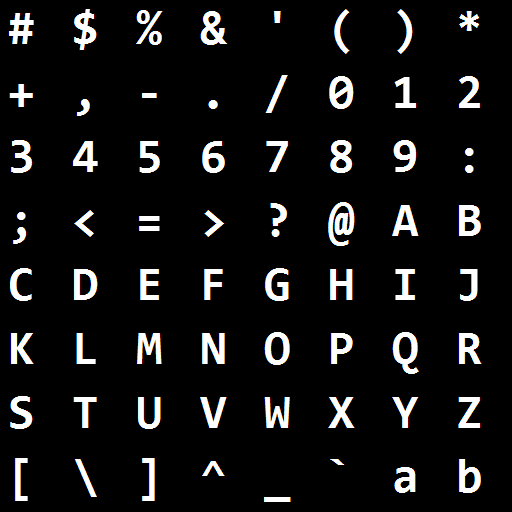 # $ % & ' ( ) *
+ , - . / 0 1 2
3 4 5 6 7 8 9 :
; < = > ? @ A B
C D E F G H I J
K L M N O P Q R
S T U V W X Y Z
[ \ ] ^ _ ` a b